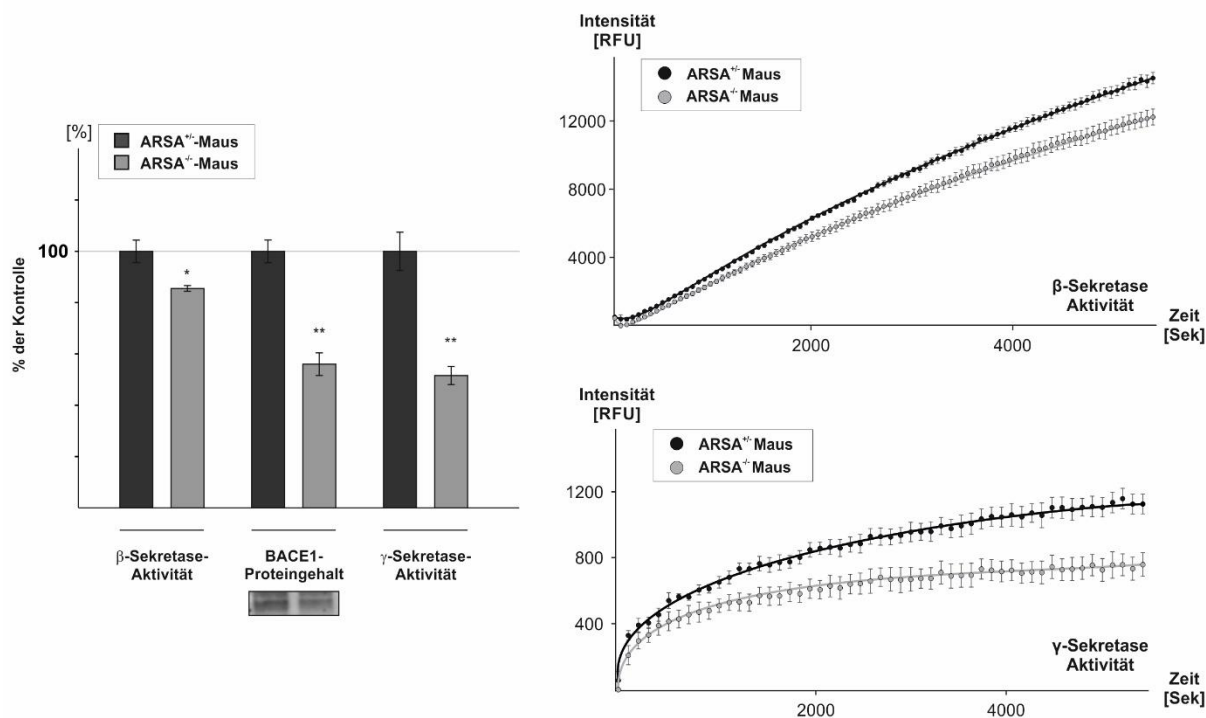 [%]
ARSA+/--Maus
ARSA-/--Maus
100
% der Kontrolle
* ** **
β-Sekretase-
Aktivität
BACE1-
Proteingehalt
γ-Sekretase-
Aktivität
Intensität
[RFU]
ARSA+/- Maus
ARSA-/- Maus
12000
8000
4000
β-Sekretase
Aktivität
2000 4000
Zeit
[Sek]
Intensität
[RFU]
ARSA+/- Maus
ARSA-/- Maus
1200
800
400
γ-Sekretase
Aktivität
2000 4000
Zeit
[Sek]